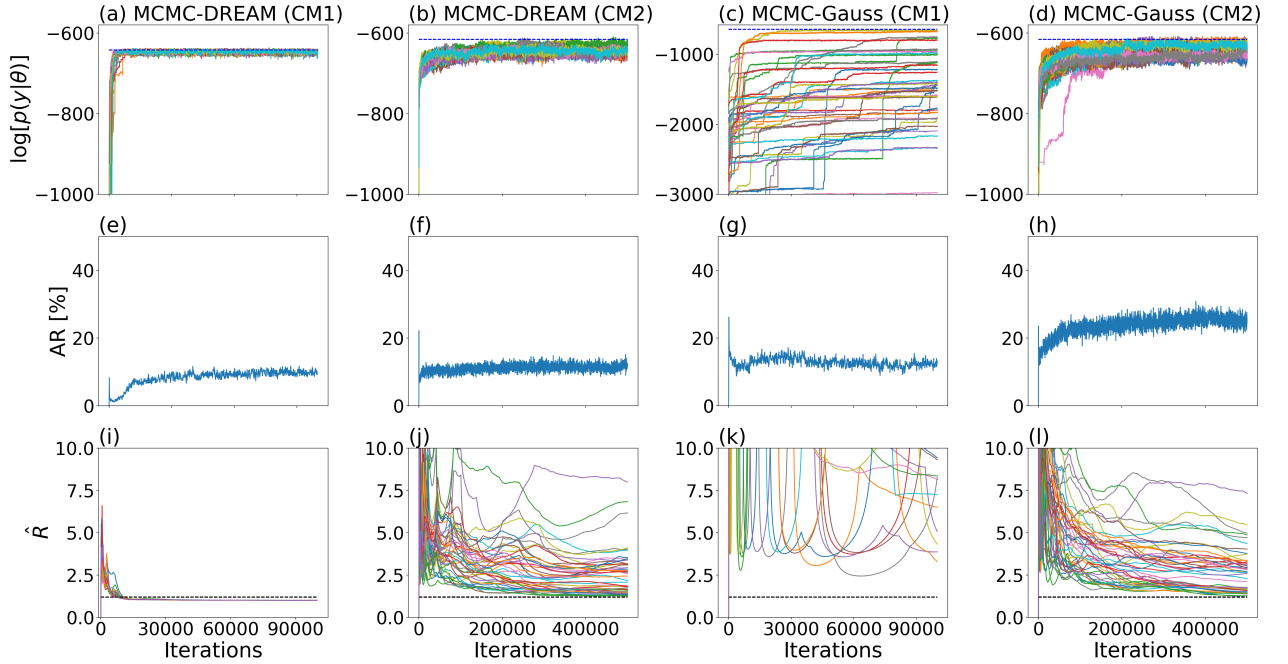 (a) MCMC-DREAM (CM1)
(b) MCMC-DREAM (CM2)
(c) MCMC-Gauss (CM1)
(d) MCMC-Gauss (CM2)
log[p(y|θ)]
−600
−800
−1000
−600
−800
−1000
−1000
−2000
−3000
−600
−800
−1000
(e)
(f)
(g)
(h)
AR [%]
40
20
0
40
20
0
40
20
0
40
20
0
(i)
(j)
(k)
(l)
R̂
10.0
7.5
5.0
2.5
0.0
10.0
7.5
5.0
2.5
0.0
10.0
7.5
5.0
2.5
0.0
10.0
7.5
5.0
2.5
0.0
0 30000 60000 90000
0 200000 400000
0 30000 60000 90000
0 200000 400000
Iterations
Iterations
Iterations
Iterations